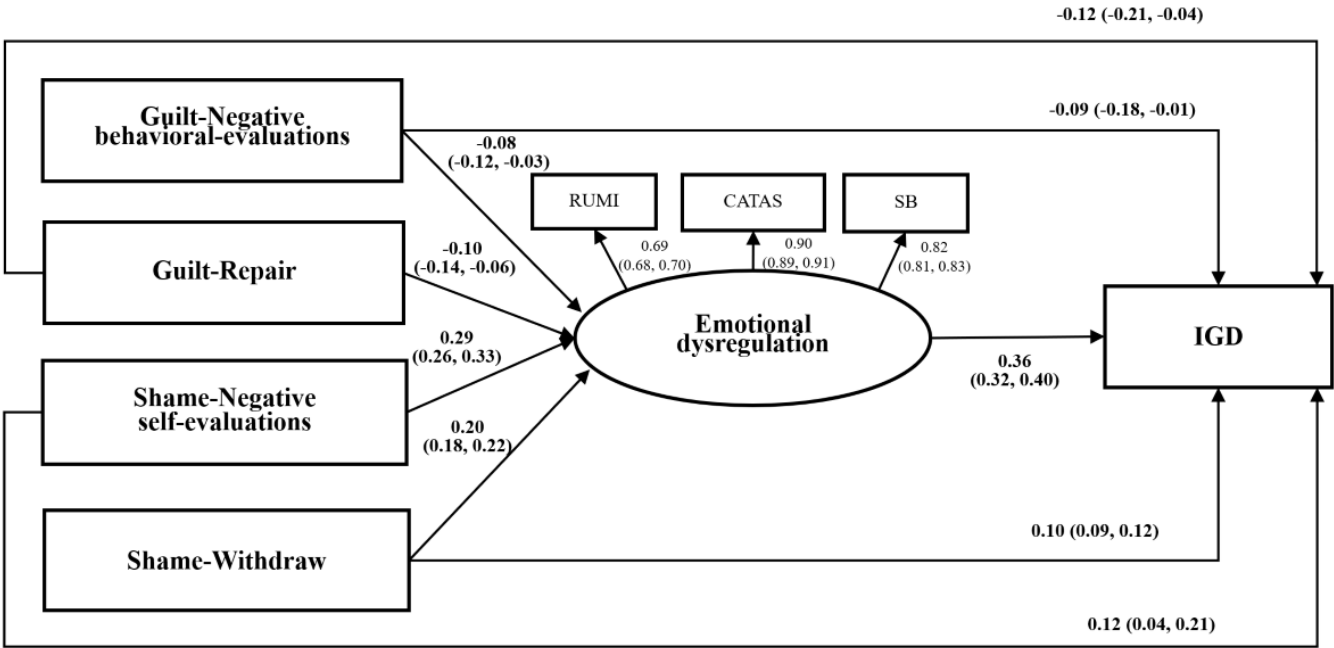 -0.12 (-0.21, -0.04)
Guilt-Negative
behavioral-evaluations
-0.09 (-0.18, -0.01)
-0.08
(-0.12, -0.03)
RUMI
CATAS
SB
Guilt-Repair
-0.10
(-0.14, -0.06)
0.69
(0.68, 0.70)
0.90
(0.89, 0.91)
0.82
(0.81, 0.83)
Emotional
dysregulation
IGD
0.29
(0.26, 0.33)
0.36
(0.32, 0.40)
Shame-Negative
self-evaluations
0.20
(0.18, 0.22)
Shame-Withdraw
0.10 (0.09, 0.12)
0.12 (0.04, 0.21)